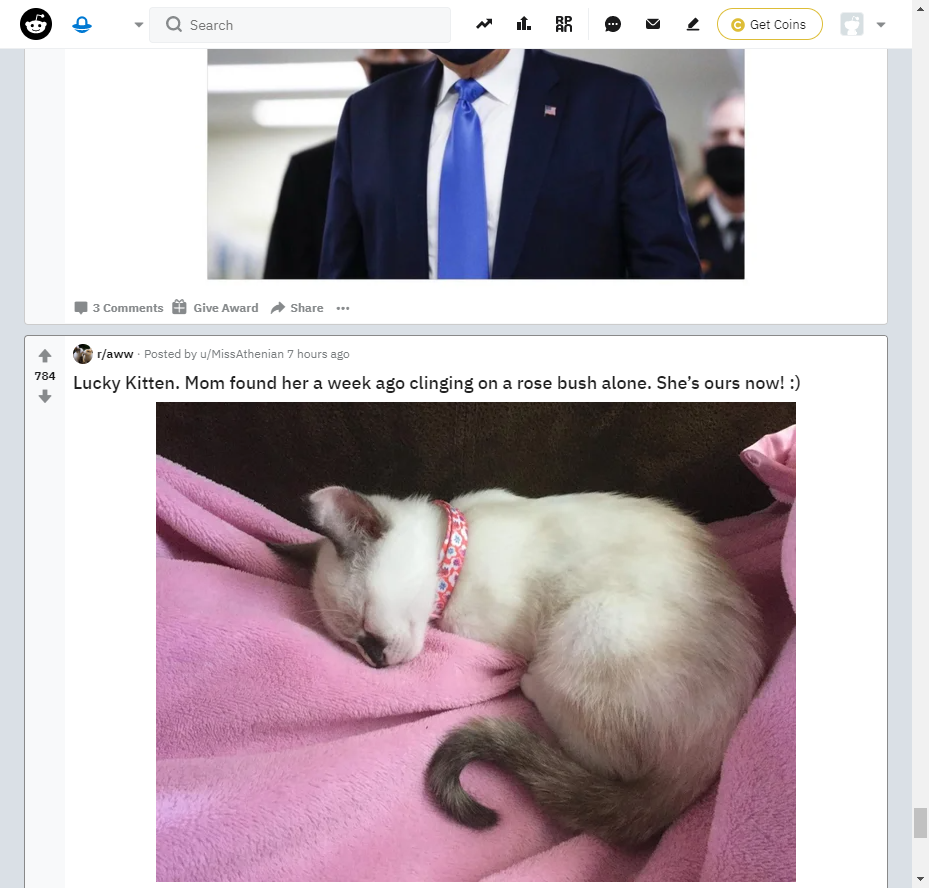 Search
RP
AN
Get Coins
3 Comments Give Award Share
r/aww · Posted by u/MissAthenian 7 hours ago
784
Lucky Kitten. Mom found her a week ago clinging on a rose bush alone. She’s ours now! :)